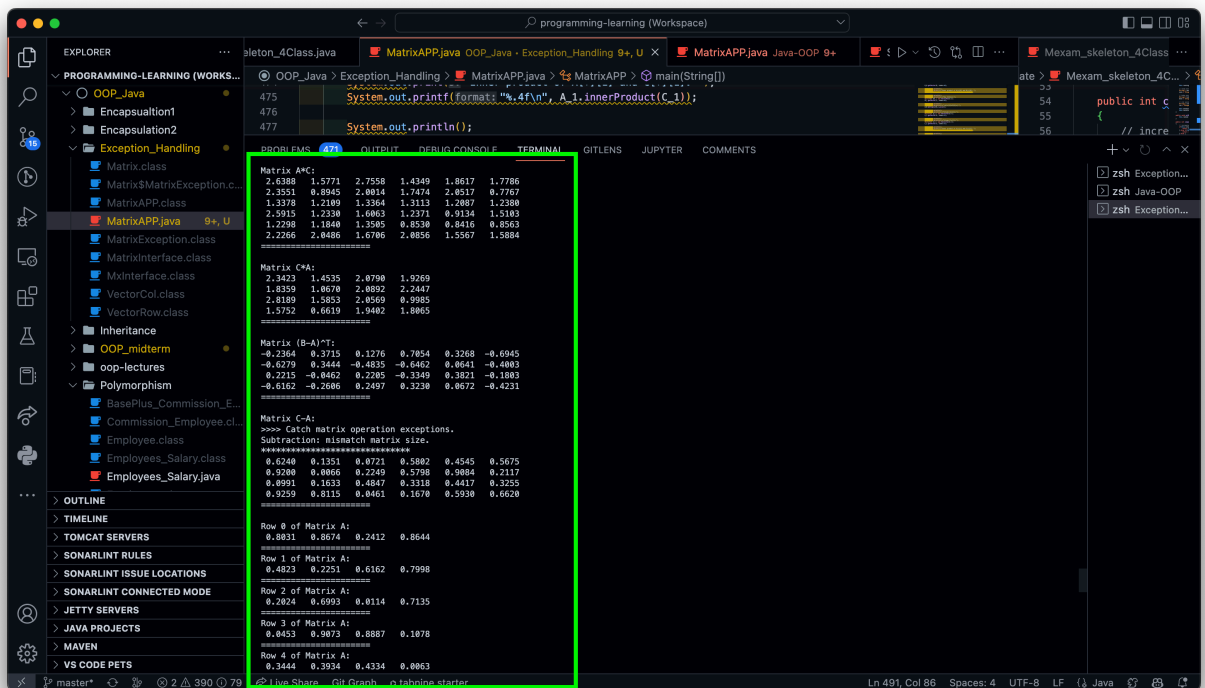 programming-learning (Workspace)
EXPLORER
PROGRAMMING-LEARNING (WORKS...
OOP_Java
Encapsualtion1
Encapsulation2
Exception_Handling
Matrix.class
Matrix$MatrixException.c...
MatrixAPP.class
MatrixAPP.java 9+, U
MatrixException.class
MatrixInterface.class
MxInterface.class
VectorCol.class
VectorRow.class
Inheritance
OOP_midterm
oop-lectures
Polymorphism
BasePlus_Commission_E...
Commission_Employee.cl...
Employee.class
Employees_Salary.class
Employees_Salary.java
OUTLINE
TIMELINE
TOMCAT SERVERS
SONARLINT RULES
SONARLINT ISSUE LOCATIONS
SONARLINT CONNECTED MODE
JETTY SERVERS
JAVA PROJECTS
MAVEN
VS CODE PETS
15
eleton_4Class.java
MatrixAPP.java OOP_Java • Exception_Handling 9+, U
MatrixAPP.java Java-OOP 9+
Mexam_skeleton_4Class
OOP_Java > Exception_Handling > MatrixAPP.java > MatrixAPP > main(String[])
ate > Mexam_skeleton_4C...
475 System.out.printf(format:"%.4f\n", A_1.innerProduct(C_1));
476
477 System.out.println();
53
54 public int c
55 {
56 // incre
PROBLEMS 471 OUTPUT DEBUG CONSOLE TERMINAL GITLENS JUPYTER COMMENTS
zsh Exception...
zsh Java-OOP
zsh Exception...
Matrix A*C:
2.6388 1.5771 2.7558 1.4349 1.8617 1.7786
2.3551 0.8945 2.0014 1.7474 2.0517 0.7767
1.3378 1.2109 1.3364 1.3113 1.2087 1.2380
2.5915 1.2330 1.6063 1.2371 0.9134 1.5103
1.2298 1.1840 1.3505 0.8530 0.8416 0.8563
2.2266 2.0486 1.6706 2.0856 1.5567 1.5884
======================
Matrix C*A:
2.3423 1.4535 2.0790 1.9269
1.8359 1.0670 2.0892 2.2447
2.8189 1.5853 2.0569 0.9985
1.5752 0.6619 1.9402 1.8065
======================
Matrix (B-A)^T:
-0.2364 0.3715 0.1276 0.7054 0.3268 -0.6945
-0.6279 0.3444 -0.4835 -0.6462 0.0641 -0.4003
0.2215 -0.0462 0.2205 -0.3349 0.3821 -0.1803
-0.6162 -0.2606 0.2497 0.3230 0.0672 -0.4231
======================
Matrix C-A:
>>>> Catch matrix operation exceptions.
Subtraction: mismatch matrix size.
******************************
0.6240 0.1351 0.0721 0.5802 0.4545 0.5675
0.9200 0.0066 0.2249 0.5798 0.9084 0.2117
0.0991 0.1633 0.4847 0.3318 0.4417 0.3255
0.9259 0.8115 0.0461 0.1670 0.5930 0.6620
======================
Row 0 of Matrix A:
0.8031 0.8674 0.2412 0.8644
======================
Row 1 of Matrix A:
0.4823 0.2251 0.6162 0.7998
======================
Row 2 of Matrix A:
0.2024 0.6993 0.0114 0.7135
======================
Row 3 of Matrix A:
0.0453 0.9073 0.8887 0.1078
======================
Row 4 of Matrix A:
0.3444 0.3934 0.4334 0.0063
master* 2 390 79 Live Share Git Graph tabnine starter
Ln 491, Col 86 Spaces: 4 UTF-8 LF {} Java